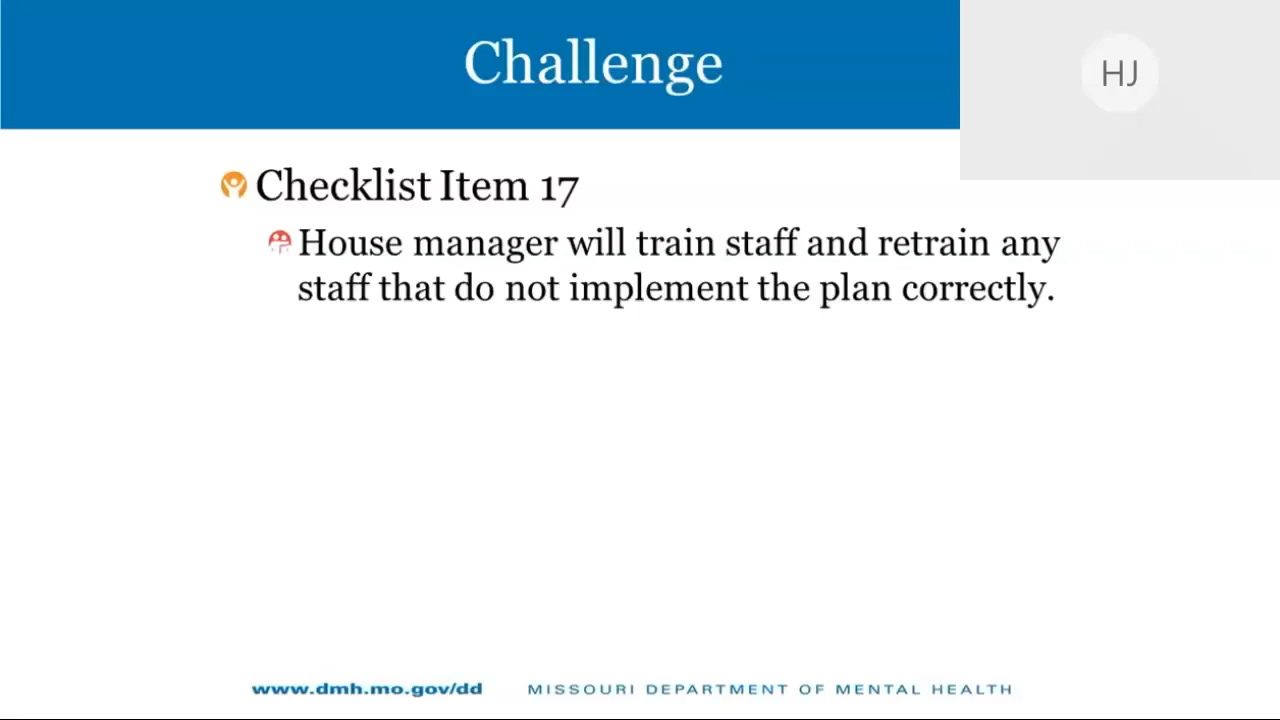 Challenge
HJ
Checklist Item 17
House manager will train staff and retrain any
staff that do not implement the plan correctly.
www.dmh.mo.gov/dd MISSOURI DEPARTMENT OF MENTAL HEALTH